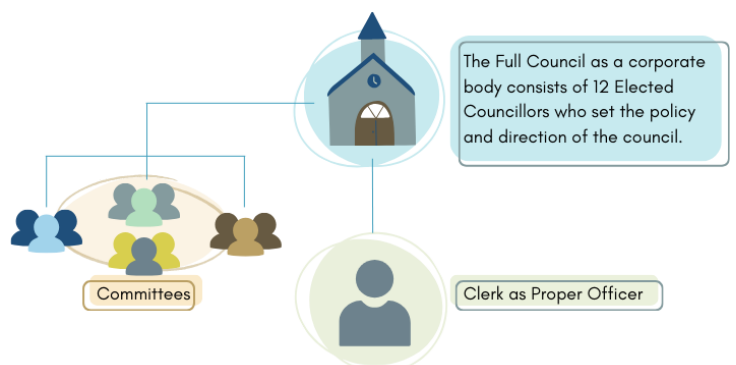 The Full Council as a corporate
body consists of 12 Elected
Councillors who set the policy
and direction of the council.
Committees
Clerk as Proper Officer